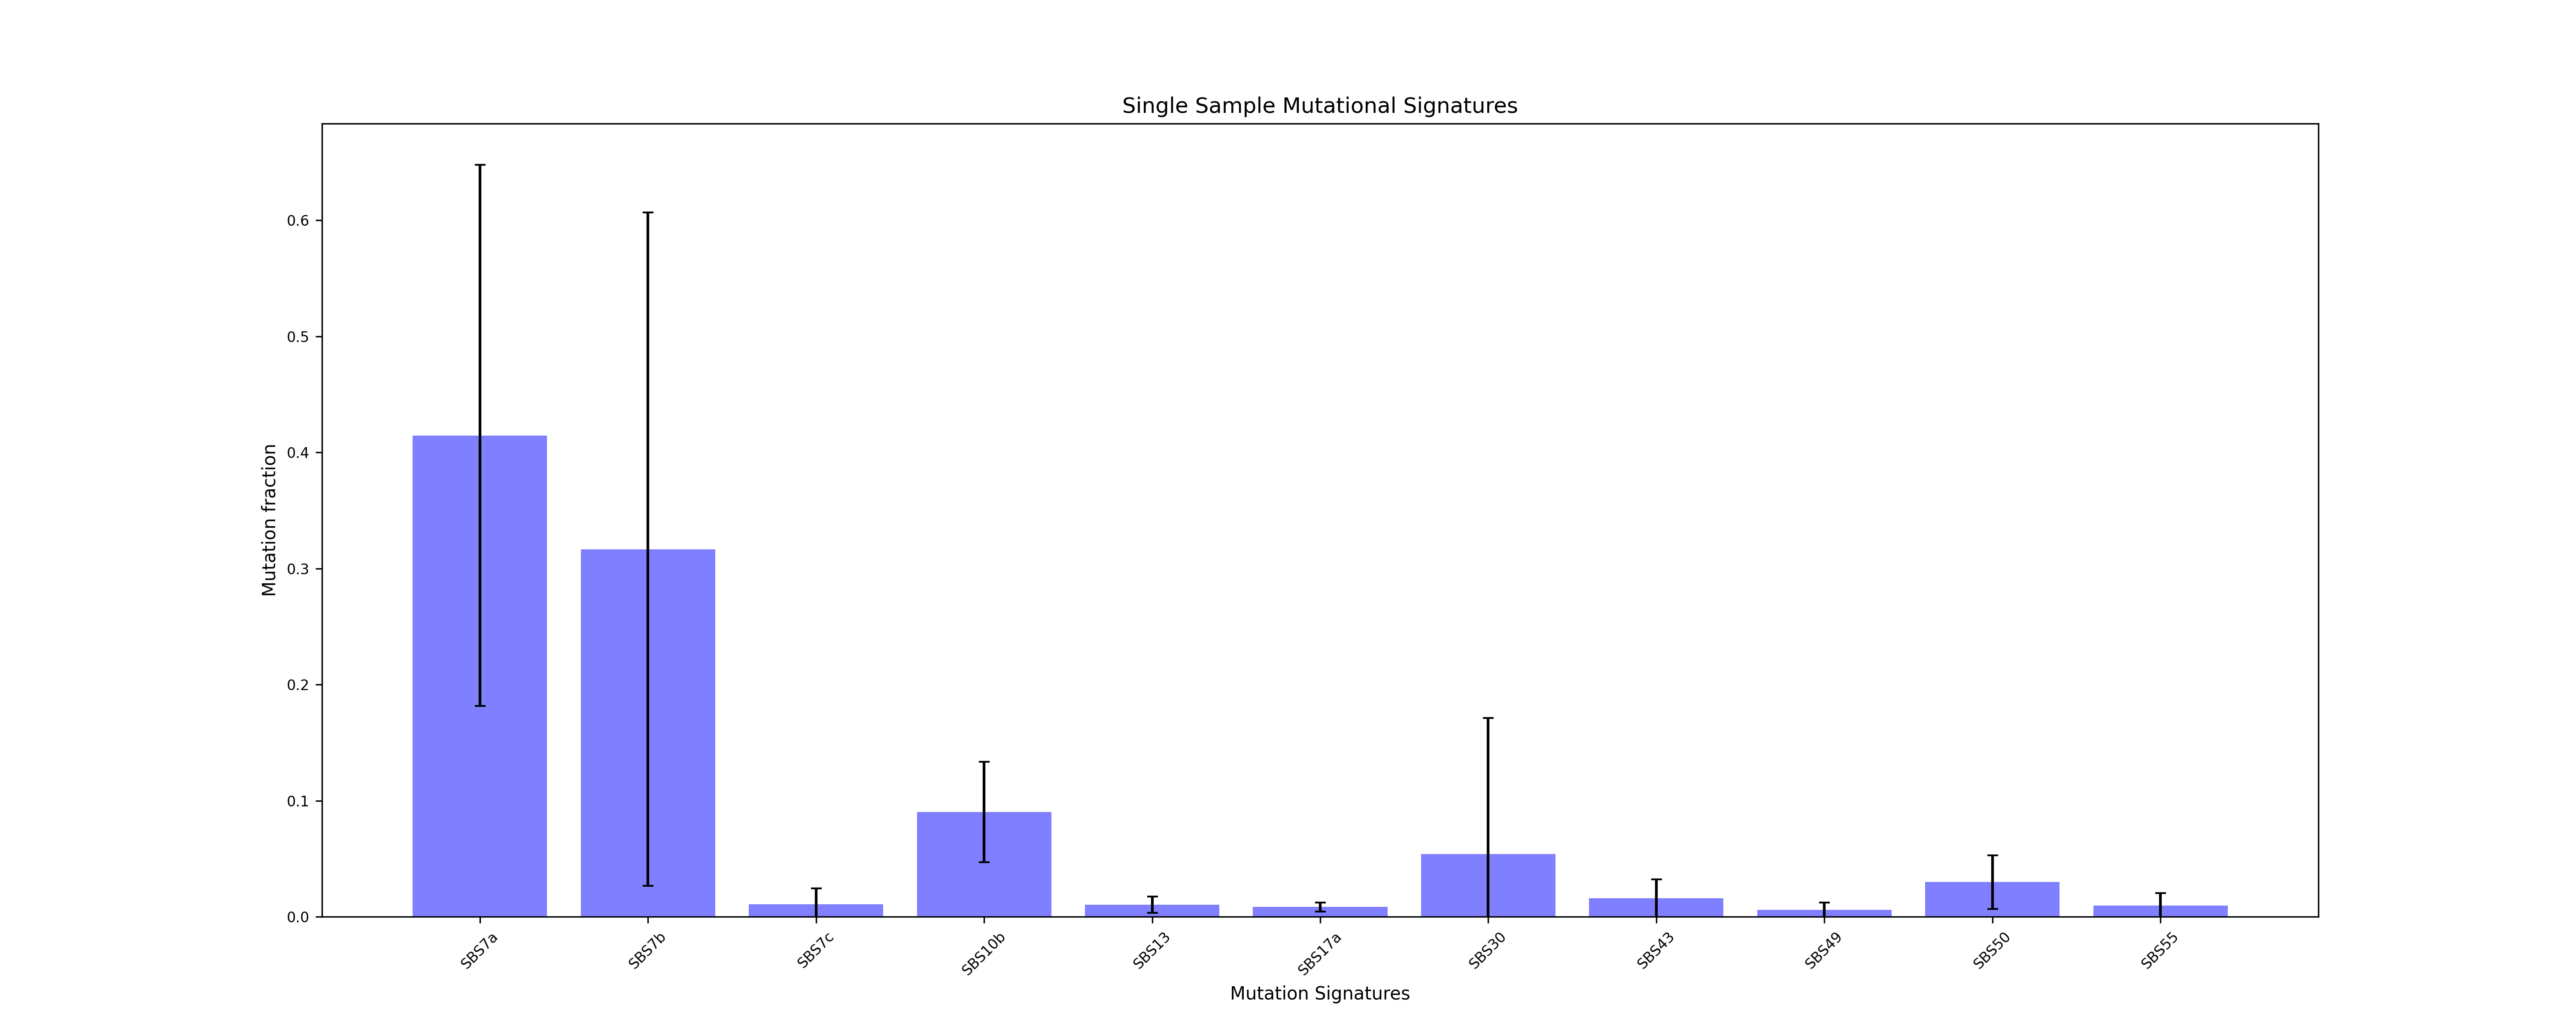 Single Sample Mutational Signatures
Mutation fraction
0.6
0.5
0.4
0.3
0.2
0.1
0.0
SBS7a
SBS7b
SBS7c
SBS10b
SBS13
SBS17a
SBS30
SBS43
SBS49
SBS50
SBS55
Mutation Signatures